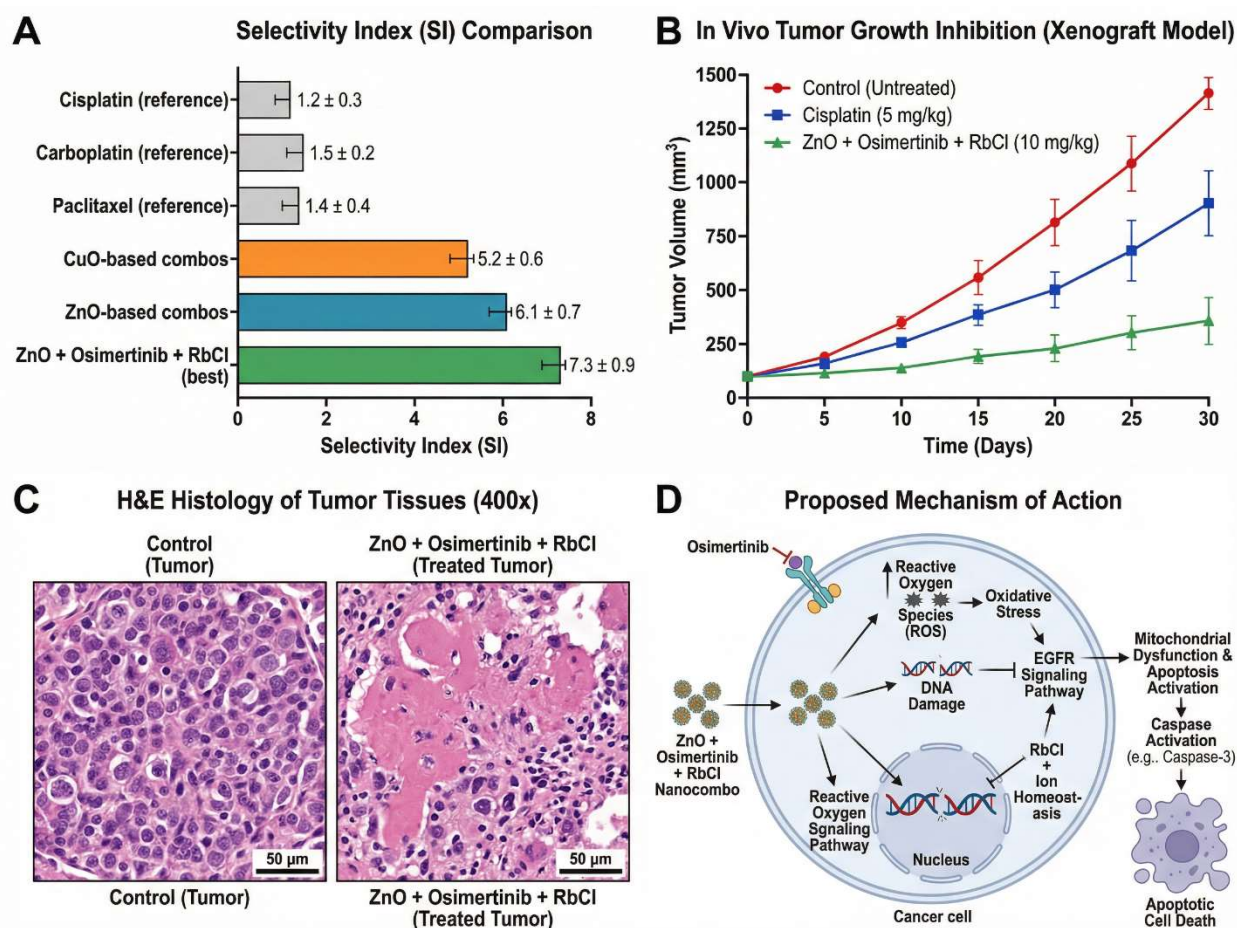 A
Selectivity Index (SI) Comparison
Cisplatin (reference)
1.2 ± 0.3
Carboplatin (reference)
1.5 ± 0.2
Paclitaxel (reference)
1.4 ± 0.4
CuO-based combos
5.2 ± 0.6
ZnO-based combos
6.1 ± 0.7
ZnO + Osimertinib + RbCl
(best)
7.3 ± 0.9
0 2 4 6 8
Selectivity Index (SI)
B
In Vivo Tumor Growth Inhibition (Xenograft Model)
Control (Untreated)
Cisplatin (5 mg/kg)
ZnO + Osimertinib + RbCl (10 mg/kg)
Tumor Volume (mm³)
1500
1250
1000
750
500
250
0
0 5 10 15 20 25 30
Time (Days)
C
H&E Histology of Tumor Tissues (400x)
Control
(Tumor)
ZnO + Osimertinib + RbCl
(Treated Tumor)
50 µm
50 µm
Control (Tumor)
ZnO + Osimertinib + RbCl
(Treated Tumor)
D
Proposed Mechanism of Action
Osimertinib
Reactive
Oxygen
Species
(ROS)
Oxidative
Stress
EGFR
Signaling
Pathway
DNA
Damage
ZnO +
Osimertinib
+ RbCl
Nanocombo
Reactive
Oxygen
Sgnaling
Pathway
RbCl
+
Ion
Homeoat-
asis
Nucleus
Cancer cell
Mitochondrial
Dysfunction &
Apoptosis
Activation
Caspase
Activation
(e.g.. Caspase-3)
Apoptotic
Cell Death